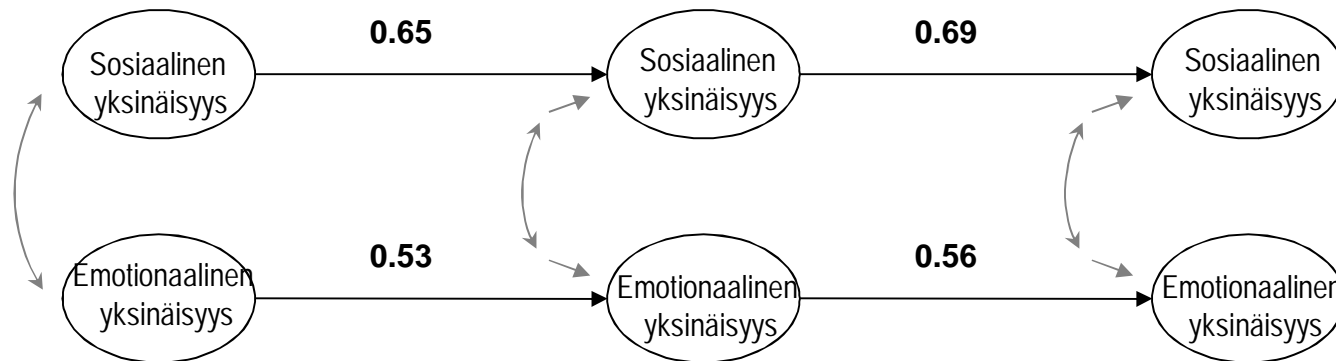 0.65
0.69
Sosiaalinen
yksinäisyys
Sosiaalinen
yksinäisyys
Sosiaalinen
yksinäisyys
0.53
0.56
Emotionaalinen
yksinäisyys
Emotionaalinen
yksinäisyys
Emotionaalinen
yksinäisyys